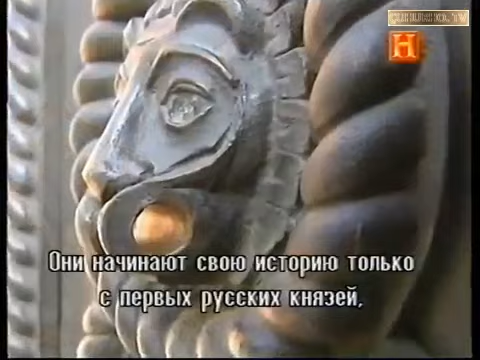 H
Они начинают свою историю только
с первых русских князей,